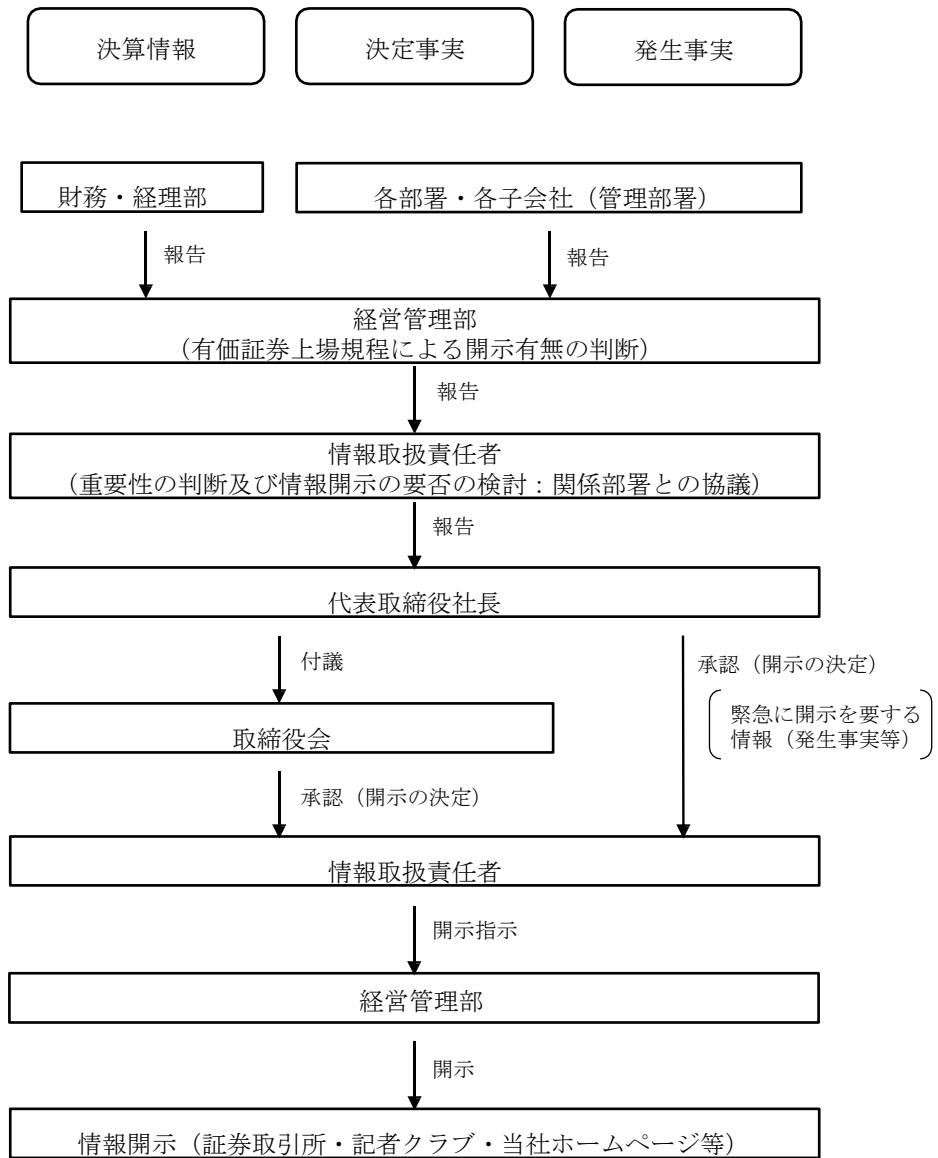 決算情報
決定事実
発生事実
財務・経理部
各部署・各子会社（管理部署）
報告
報告
経営管理部
（有価証券上場規程による開示有無の判断）
報告
情報取扱責任者
（重要性の判断及び情報開示の要否の検討：関係部署との協議）
報告
代表取締役社長
付議
承認（開示の決定）
緊急に開示を要する
情報（発生事実等）
取締役会
承認（開示の決定）
情報取扱責任者
開示指示
経営管理部
開示
情報開示（証券取引所・記者クラブ・当社ホームページ等）